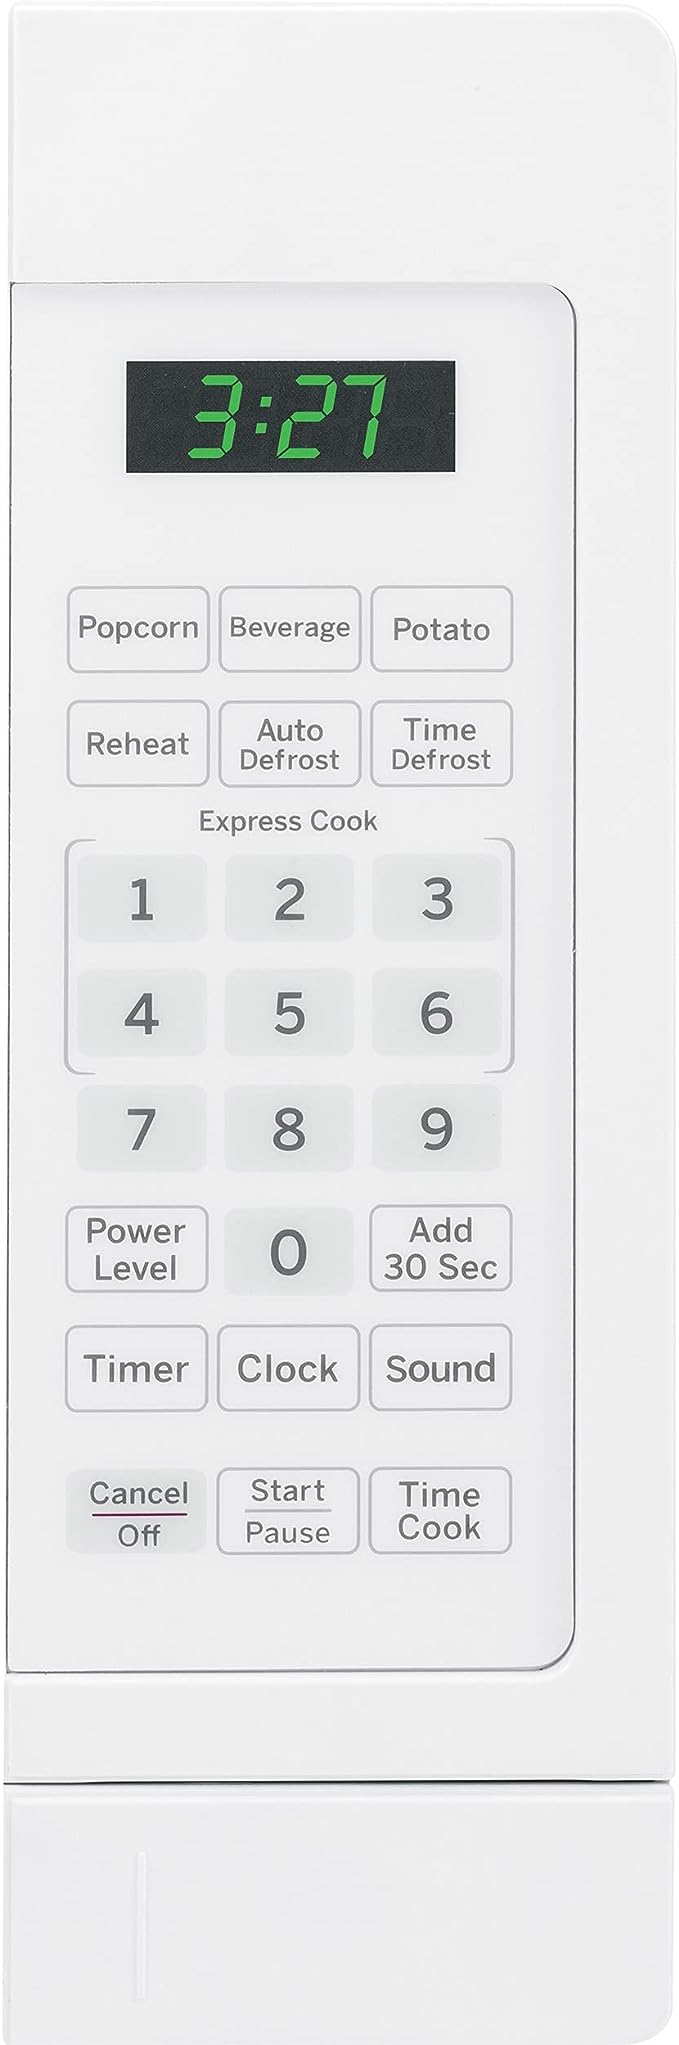 3:27
Popcorn Beverage Potato
Reheat Auto Defrost Time Defrost
Express Cook
1 2 3
4 5 6
7 8 9
Power Level 0 Add 30 Sec
Timer Clock Sound
Cancel Off Start Pause Time Cook